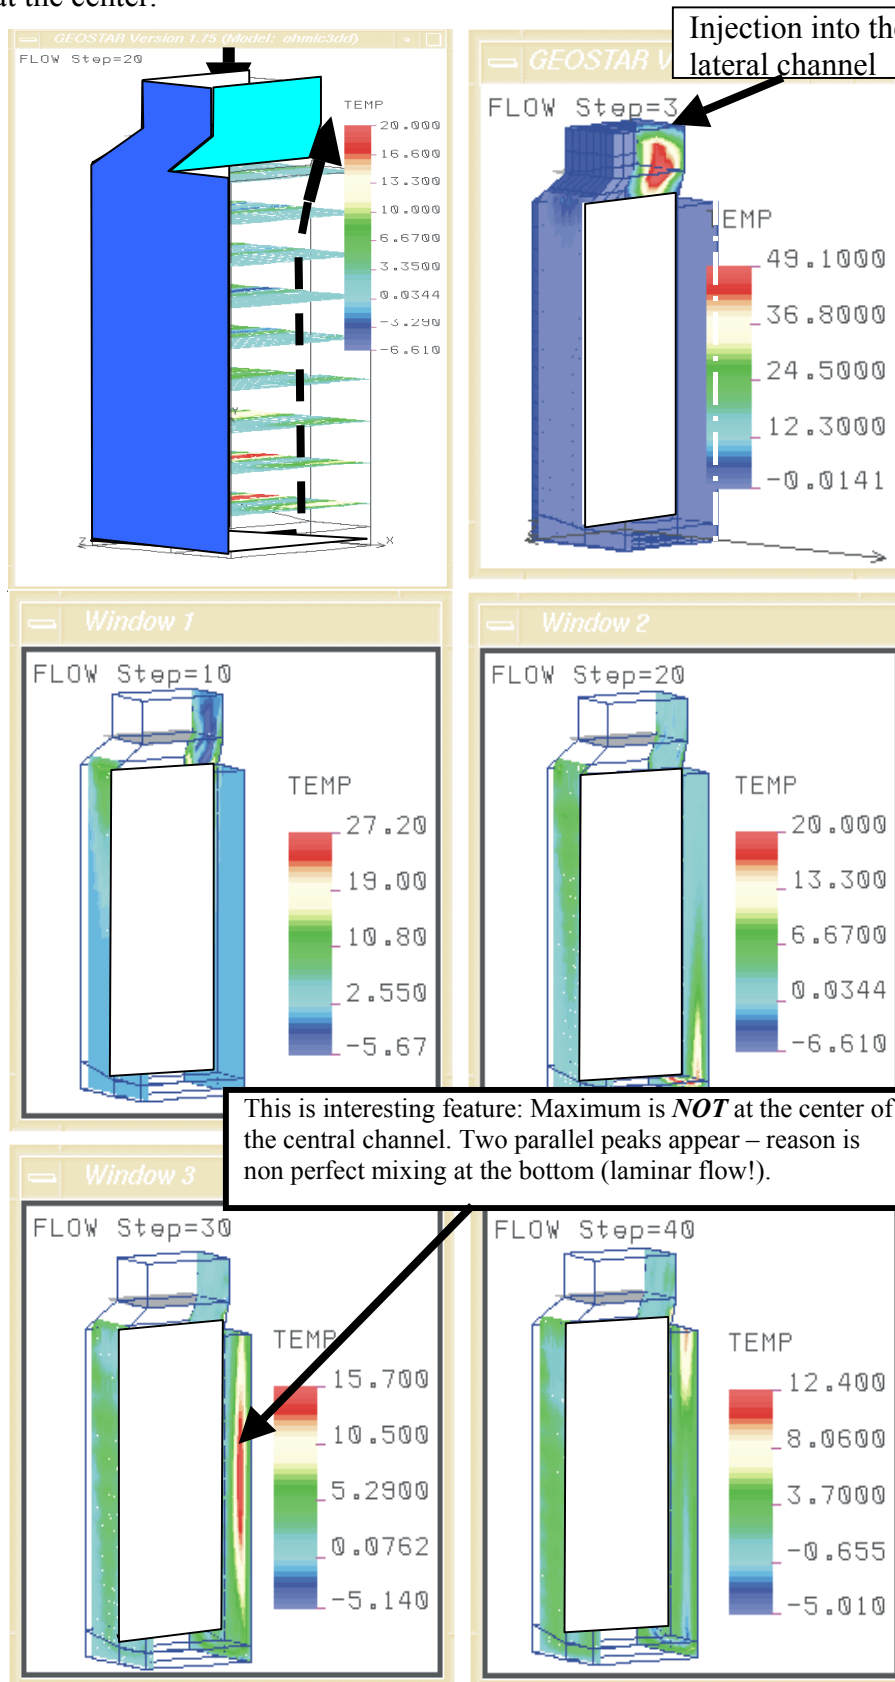 at the center.
GEOSTAR Version 1.75 (Model: ohmic3dd)
FLOW Step=20
TEMP
20.000
16.600
13.300
10.000
6.6700
3.3500
0.0344
-3.290
-6.610
Z
X
Injection into the
lateral channel
GEOSTAR V
FLOW Step=3
TEMP
49.1000
36.8000
24.5000
12.3000
-0.0141
Window 1
FLOW Step=10
TEMP
27.20
19.00
10.80
2.550
-5.67
Window 2
FLOW Step=20
TEMP
20.000
13.300
6.6700
0.0344
-6.610
This is interesting feature: Maximum is NOT at the center of
the central channel. Two parallel peaks appear – reason is
non perfect mixing at the bottom (laminar flow!).
Window 3
FLOW Step=30
TEMP
15.700
10.500
5.2900
0.0762
-5.140
FLOW Step=40
TEMP
12.400
8.0600
3.7000
-0.655
-5.010